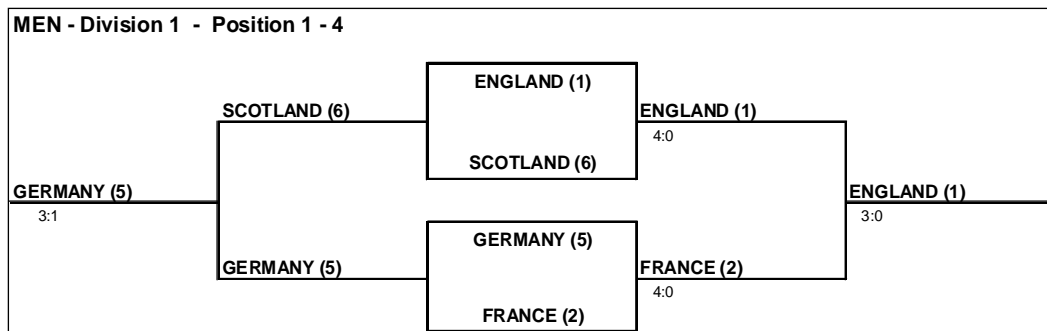 MEN - Division 1 - Position 1 - 4
ENGLAND (1)
SCOTLAND (6)
ENGLAND (1)
4:0
SCOTLAND (6)
GERMANY (5)
3:1
ENGLAND (1)
3:0
GERMANY (5)
GERMANY (5)
FRANCE (2)
4:0
FRANCE (2)